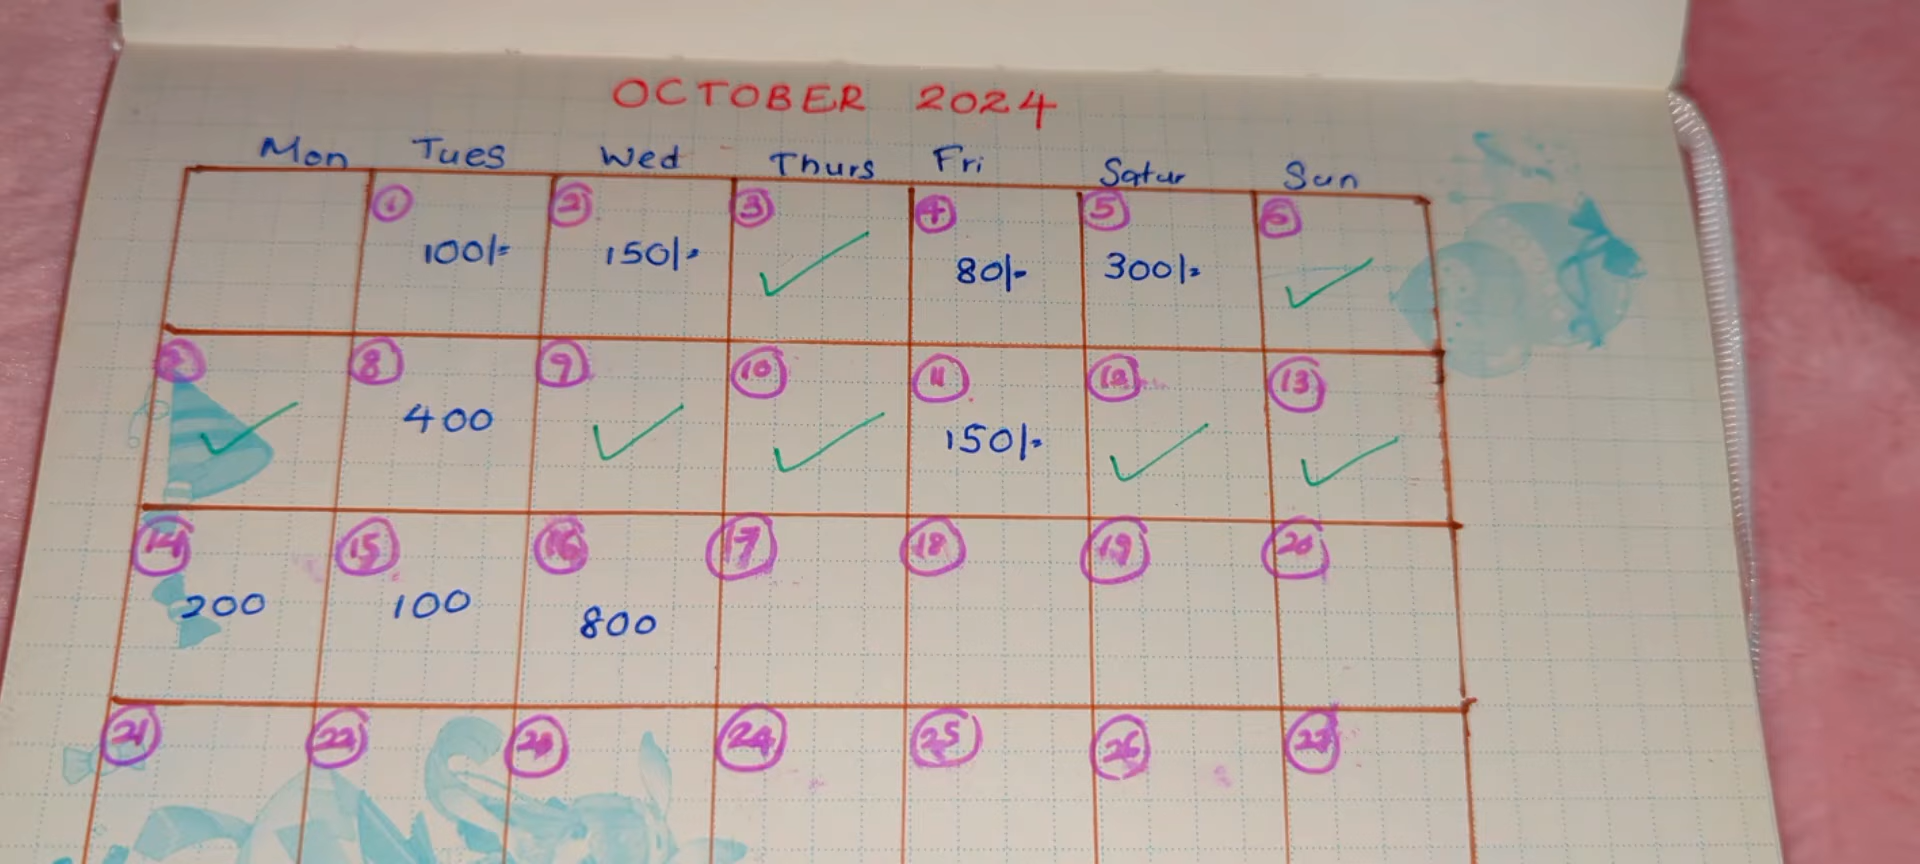 OCTOBER 2024
Mon Tues Wed Thurs Fri Satur Sun
1 2 3 4 5 6
100/= 150/= ✓ 80/- 300/= ✓
7 8 9 10 11 12 13
✓ 400 ✓ ✓ 150/= ✓ ✓
14 15 16 17 18 19 20
200 100 800
21 22 23 24 25 26 27